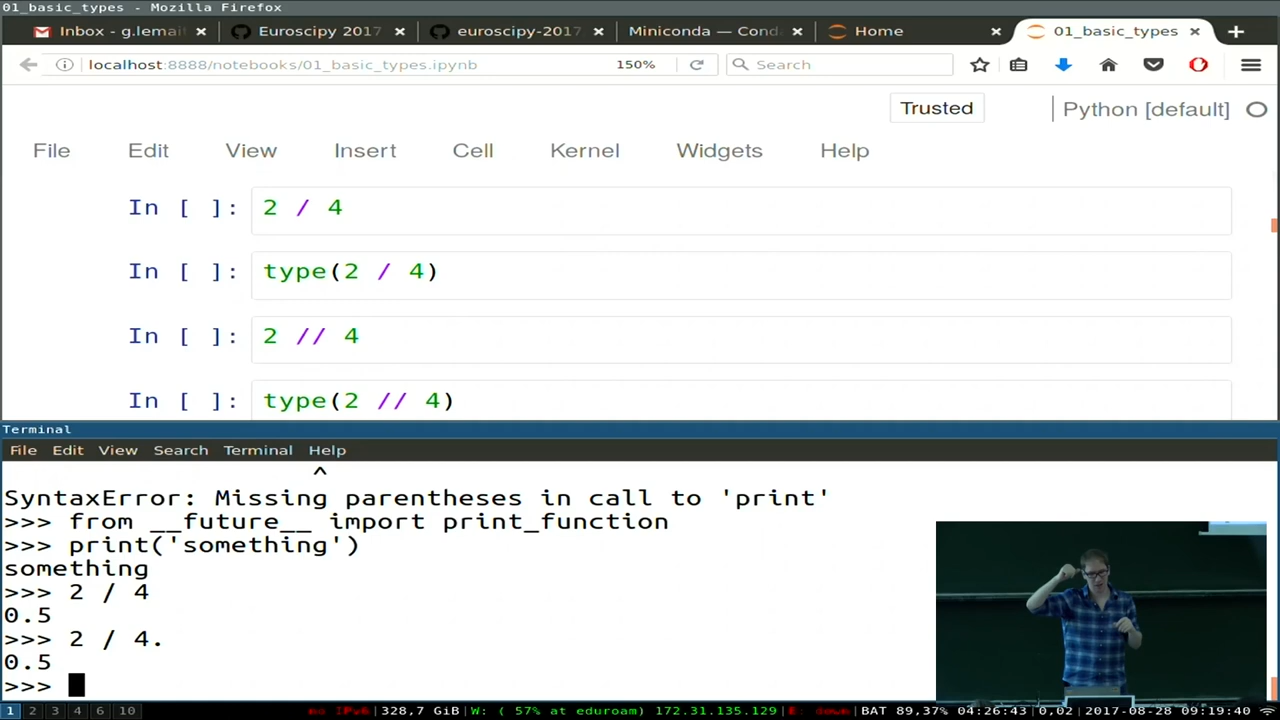 01_basic_types - Mozilla Firefox
Inbox - g.lemait × Euroscipy 2017 × euroscipy-2017 × Miniconda — Cond × Home × 01_basic_types × +
localhost:8888/notebooks/01_basic_types.ipynb 150% Search
Trusted Python [default]
File Edit View Insert Cell Kernel Widgets Help
In [ ]: 2 / 4
In [ ]: type(2 / 4)
In [ ]: 2 // 4
In [ ]: type(2 // 4)
Terminal
File Edit View Search Terminal Help
^
SyntaxError: Missing parentheses in call to 'print'
>>> from __future__ import print_function
>>> print('something')
something
>>> 2 / 4
0.5
>>> 2 / 4.
0.5
>>>
1 2 3 4 6 10 no IPv6|328,7 GiB|W: ( 57% at eduroam) 172.31.135.129|E: down|BAT 89,37% 04:26:43|0,02|2017-08-28 09:19:40